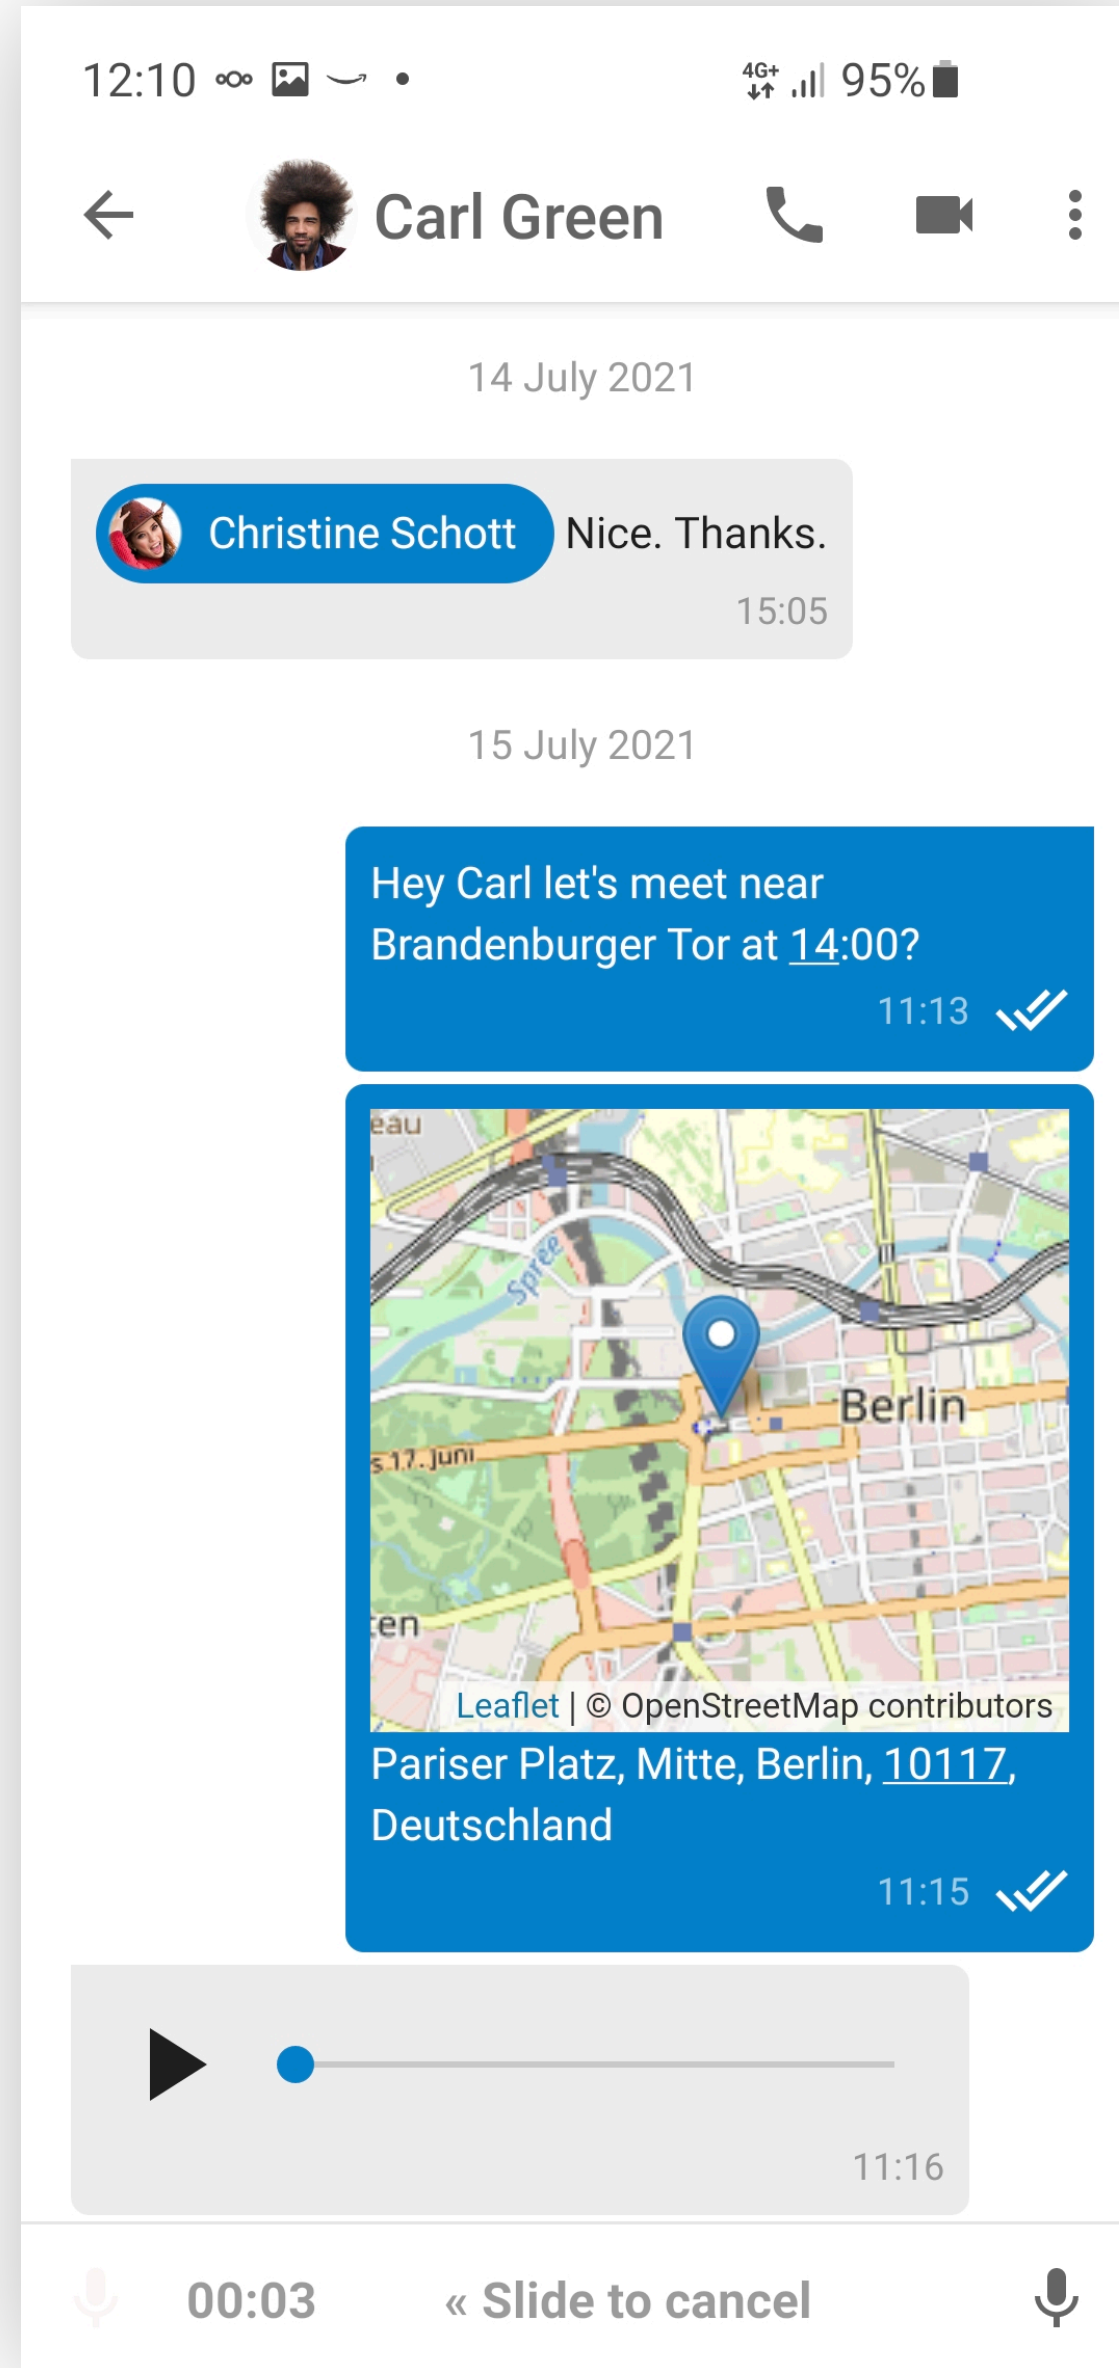 12:10
4G+ 95%
Carl Green
14 July 2021
Christine Schott Nice. Thanks.
15:05
15 July 2021
Hey Carl let's meet near
Brandenburger Tor at 14:00?
11:13
eau
Spree
Berlin
s 17. Juni
ten
Leaflet | © OpenStreetMap contributors
Pariser Platz, Mitte, Berlin, 10117,
Deutschland
11:15
11:16
00:03 « Slide to cancel